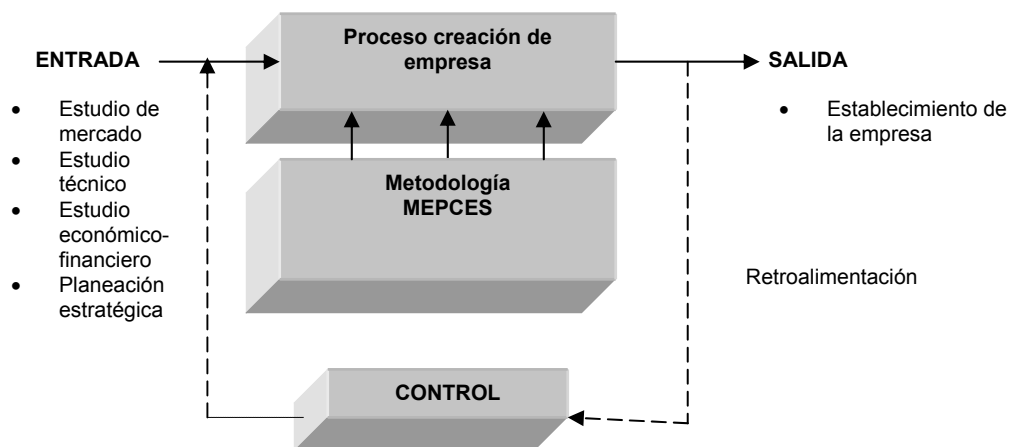 Proceso creación de
empresa
ENTRADA
SALIDA
• Estudio de
mercado
• Estudio
técnico
• Estudio
económico-
financiero
• Planeación
estratégica
• Establecimiento de
la empresa
Metodología
MEPCES
Retroalimentación
CONTROL